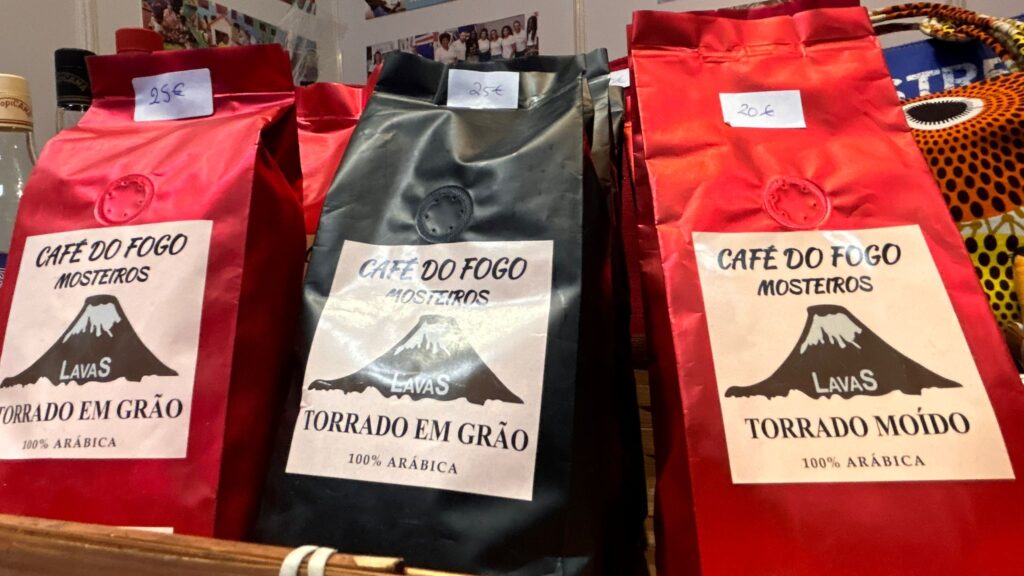 25€
CAFÉ DO FOGO
MOSTEIROS
LAVAS
TORRADO EM GRÃO
100% ARÁBICA
25€
CAFÉ DO FOGO
MOSTEIROS
LAVAS
TORRADO EM GRÃO
100% ARÁBICA
20€
CAFÉ DO FOGO
MOSTEIROS
LAVAS
TORRADO MOÍDO
100% ARÁBICA
STRA